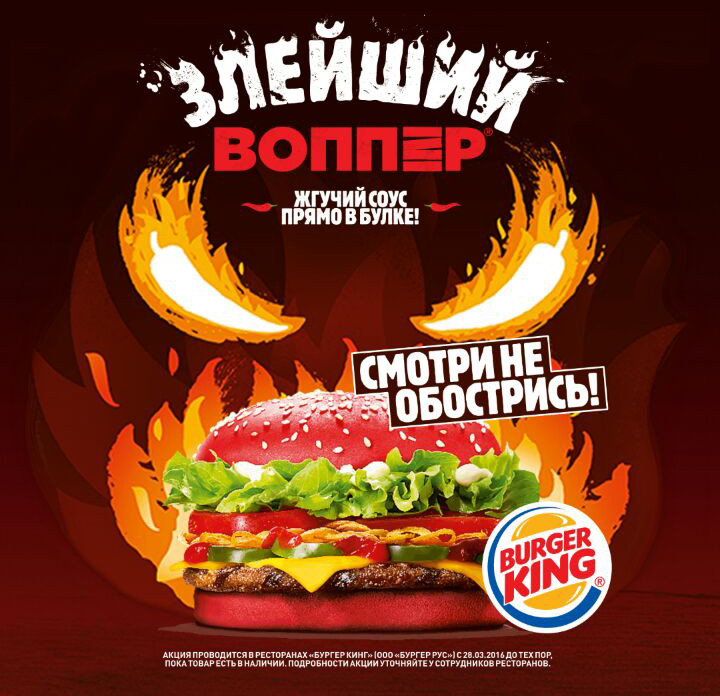 ЗЛЕЙШИЙ
ВОППЕР®
ЖГУЧИЙ СОУС
ПРЯМО В БУЛКЕ!
СМОТРИ НЕ
ОБОСТРИСЬ!
BURGER
KING®
АКЦИЯ ПРОВОДИТСЯ В РЕСТОРАНАХ «БУРГЕР КИНГ» (ООО «БУРГЕР РУС») С 28.03.2016 ДО ТЕХ ПОР,
ПОКА ТОВАР ЕСТЬ В НАЛИЧИИ. ПОДРОБНОСТИ АКЦИИ УТОЧНЯЙТЕ У СОТРУДНИКОВ РЕСТОРАНОВ.